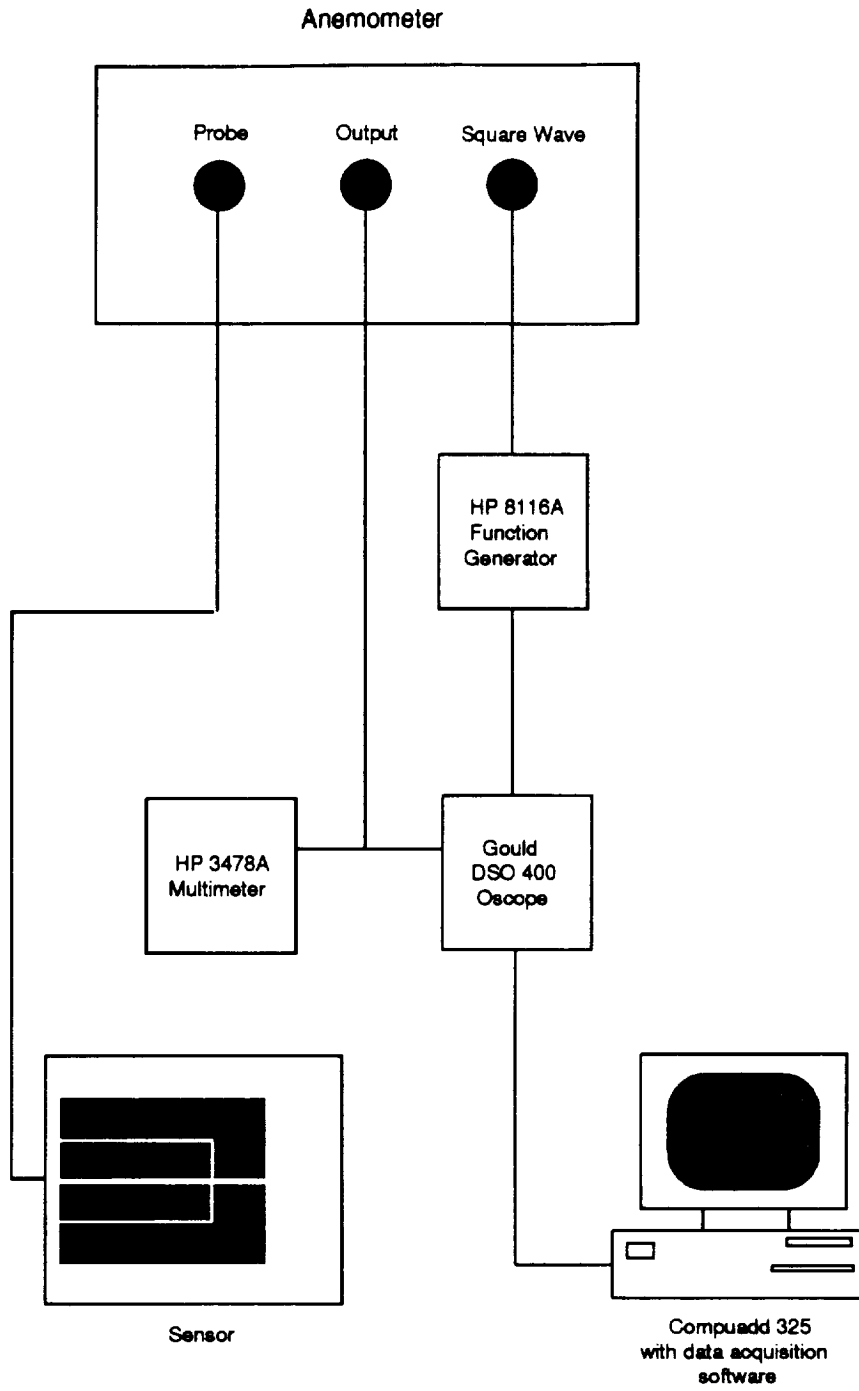 Anemometer
Probe
Output
Square Wave
HP 8116A
Function
Generator
HP 3478A
Multimeter
Gould
DSO 400
Oscope
Sensor
Compuadd 325
with data acquisition
software